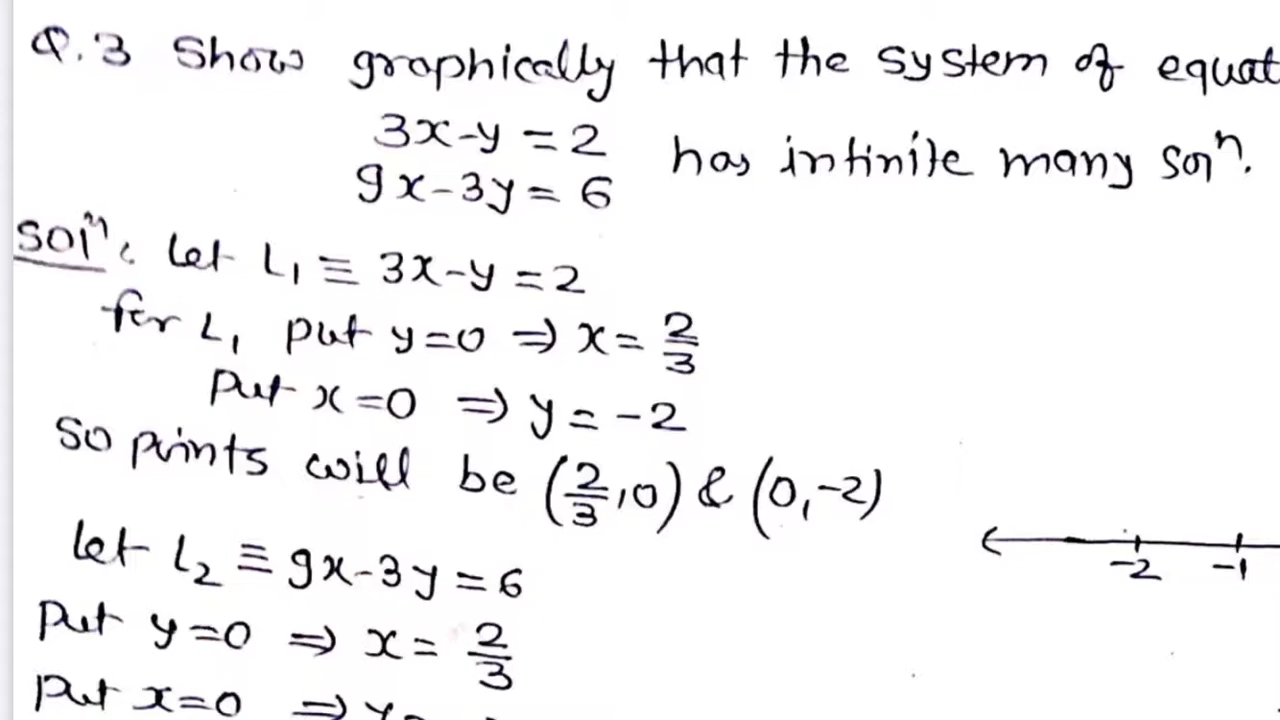 Q.3 Show graphically that the system of equat
3x-y = 2
9x-3y = 6 has infinite many solⁿ.
Solⁿ: Let L₁ ≡ 3x-y = 2
for L₁ put y=0 ⇒ x = 2/3
Put x=0 ⇒ y = -2
So points will be (2/3, 0) & (0, -2)
Let L₂ ≡ 9x-3y = 6
Put y=0 ⇒ x = 2/3
Put x=0 ⇒ y=
-2 -1